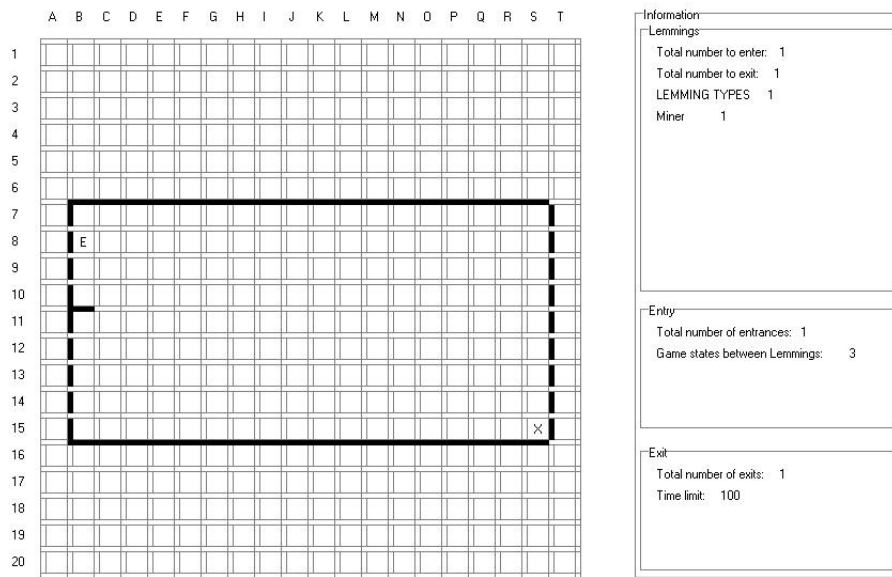 A B C D E F G H I J K L M N O P Q R S T
1
2
3
4
5
6
7
8 E
9
10
11
12
13
14
15 X
16
17
18
19
20
Information
Lemmings
Total number to enter: 1
Total number to exit: 1
LEMMING TYPES 1
Miner 1
Entry
Total number of entrances: 1
Game states between Lemmings: 3
Exit
Total number of exits: 1
Time limit: 100